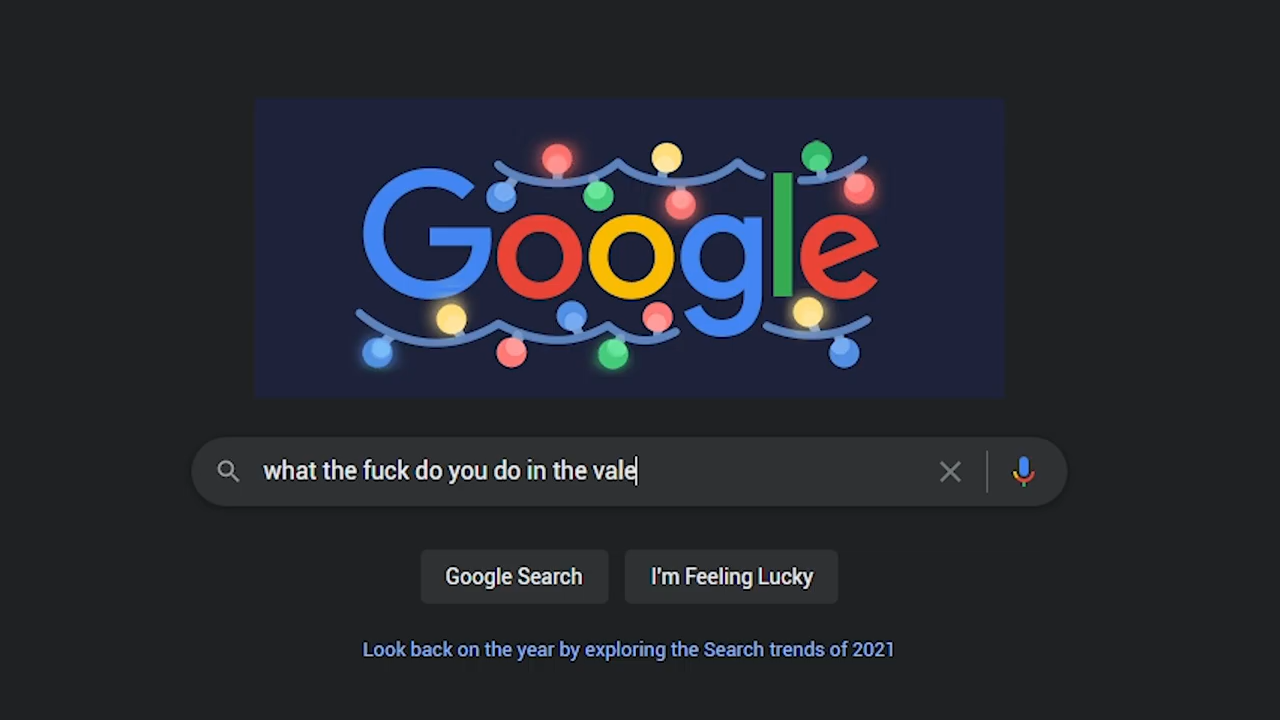 Google
what the fuck do you do in the vale
Google Search
I'm Feeling Lucky
Look back on the year by exploring the Search trends of 2021